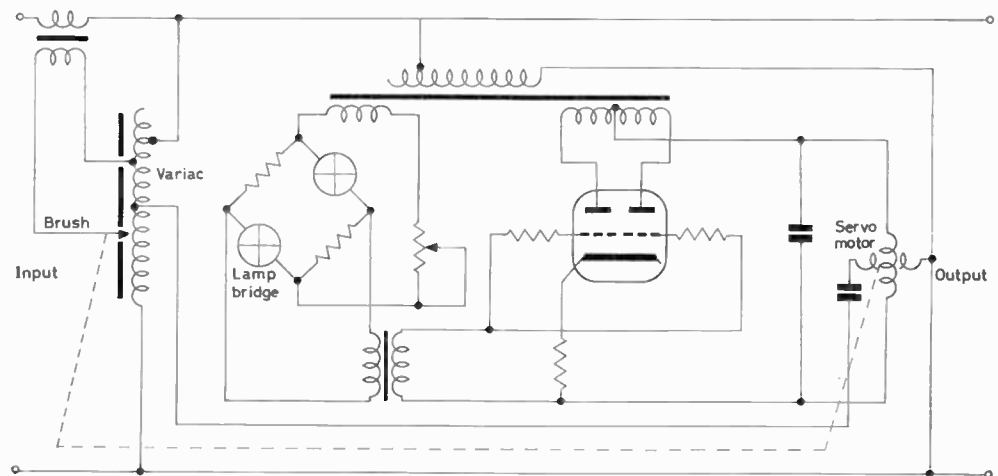 Variac
Brush
Input
Lamp
bridge
Servo
motor
Output